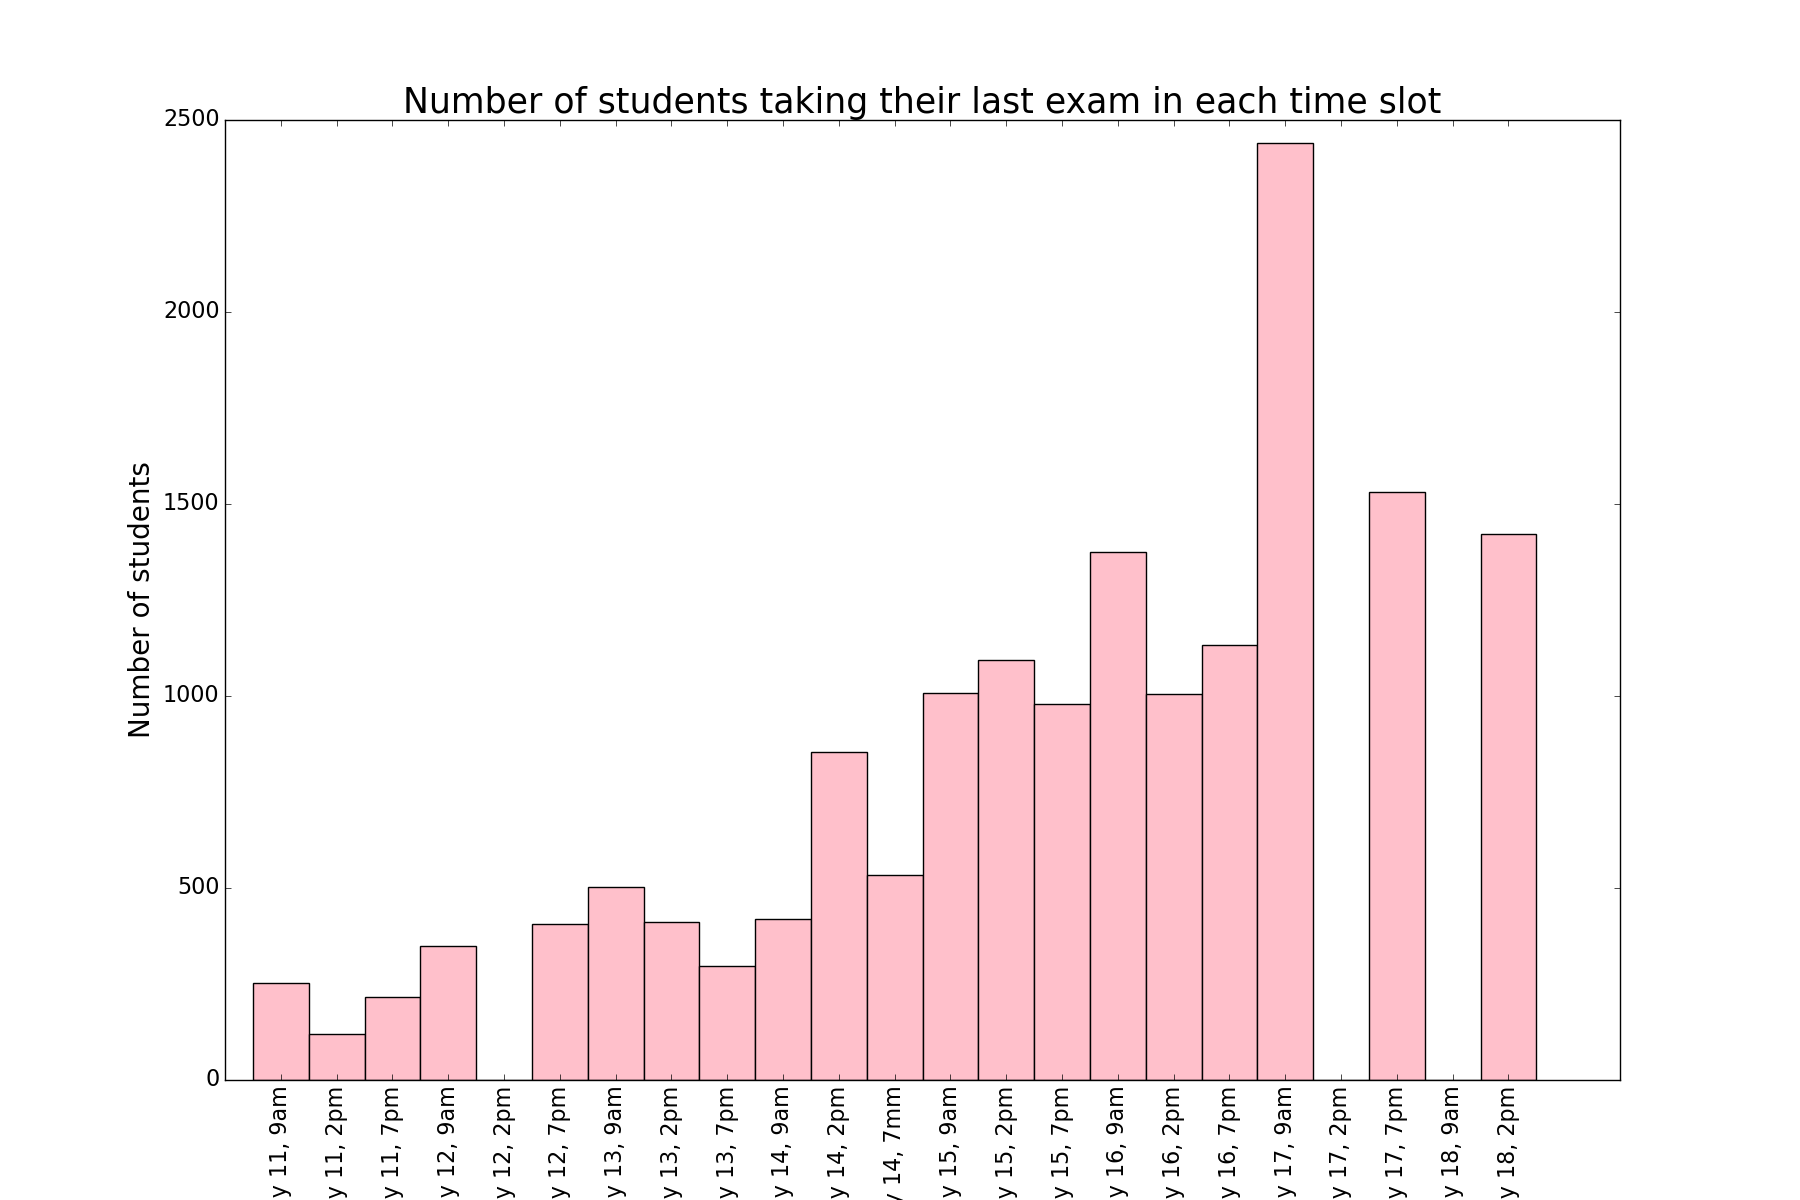 Number of students taking their last exam in each time slot
2500
2000
1500
1000
500
0
Number of students
y 11, 9am
y 11, 2pm
y 11, 7pm
y 12, 9am
y 12, 2pm
y 12, 7pm
y 13, 9am
y 13, 2pm
y 13, 7pm
y 14, 9am
y 14, 2pm
y 14, 7mm
y 15, 9am
y 15, 2pm
y 15, 7pm
y 16, 9am
y 16, 2pm
y 16, 7pm
y 17, 9am
y 17, 2pm
y 17, 7pm
y 18, 9am
y 18, 2pm